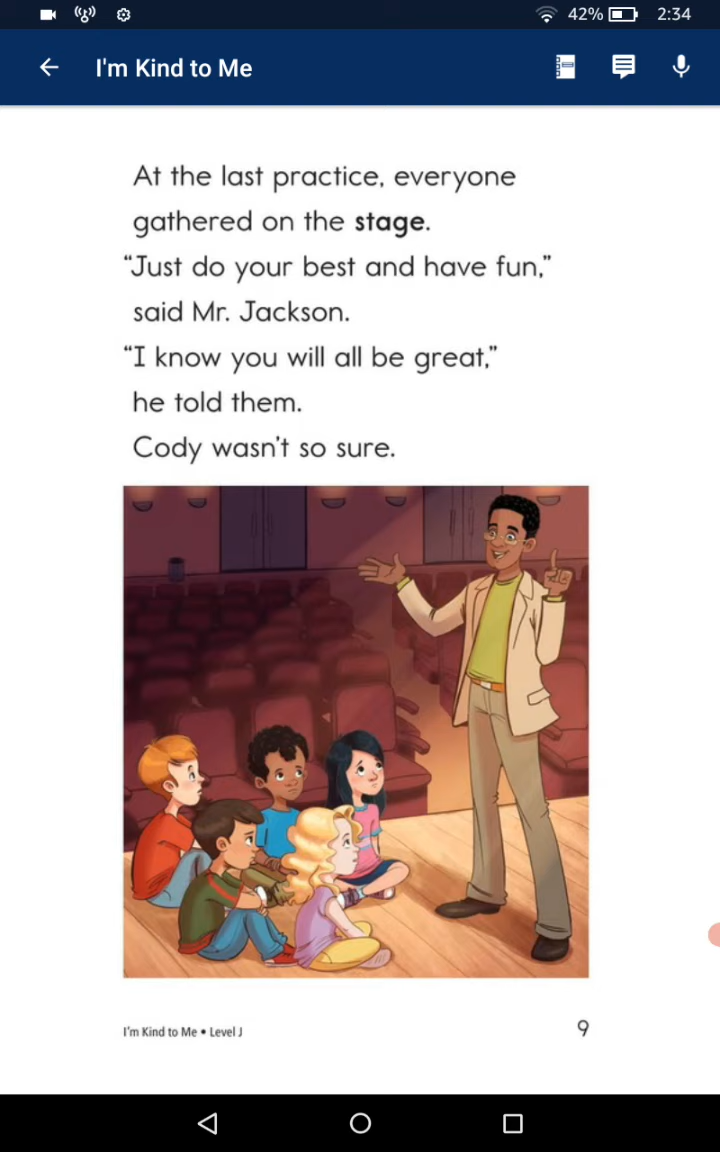 42% 2:34
I'm Kind to Me
At the last practice, everyone
gathered on the stage.
“Just do your best and have fun,”
said Mr. Jackson.
“I know you will all be great,”
he told them.
Cody wasn't so sure.
I'm Kind to Me • Level J
9